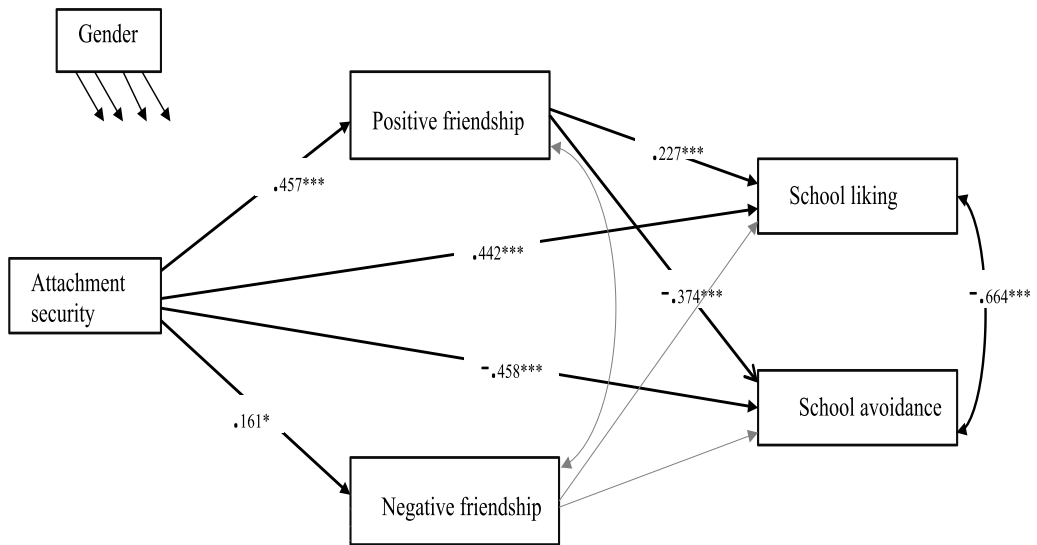 Gender
Positive friendship
.227***
.457***
School liking
.442***
Attachment
security
-.374***
-.664***
-.458***
School avoidance
.161*
Negative friendship